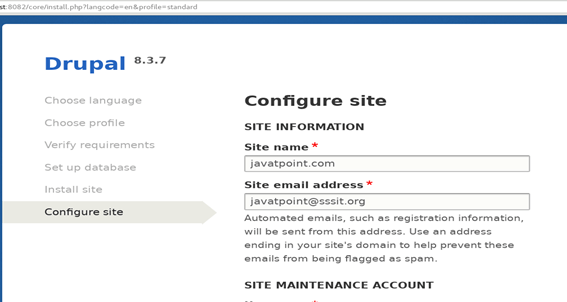 st:8082/core/install.php?langcode=en&profile=standard
Drupal 8.3.7
Choose language
Choose profile
Verify requirements
Set up database
Install site
Configure site
Configure site
SITE INFORMATION
Site name *
javatpoint.com
Site email address *
javatpoint@sssit.org
Automated emails, such as registration information,
will be sent from this address. Use an address
ending in your site's domain to help prevent these
emails from being flagged as spam.
SITE MAINTENANCE ACCOUNT